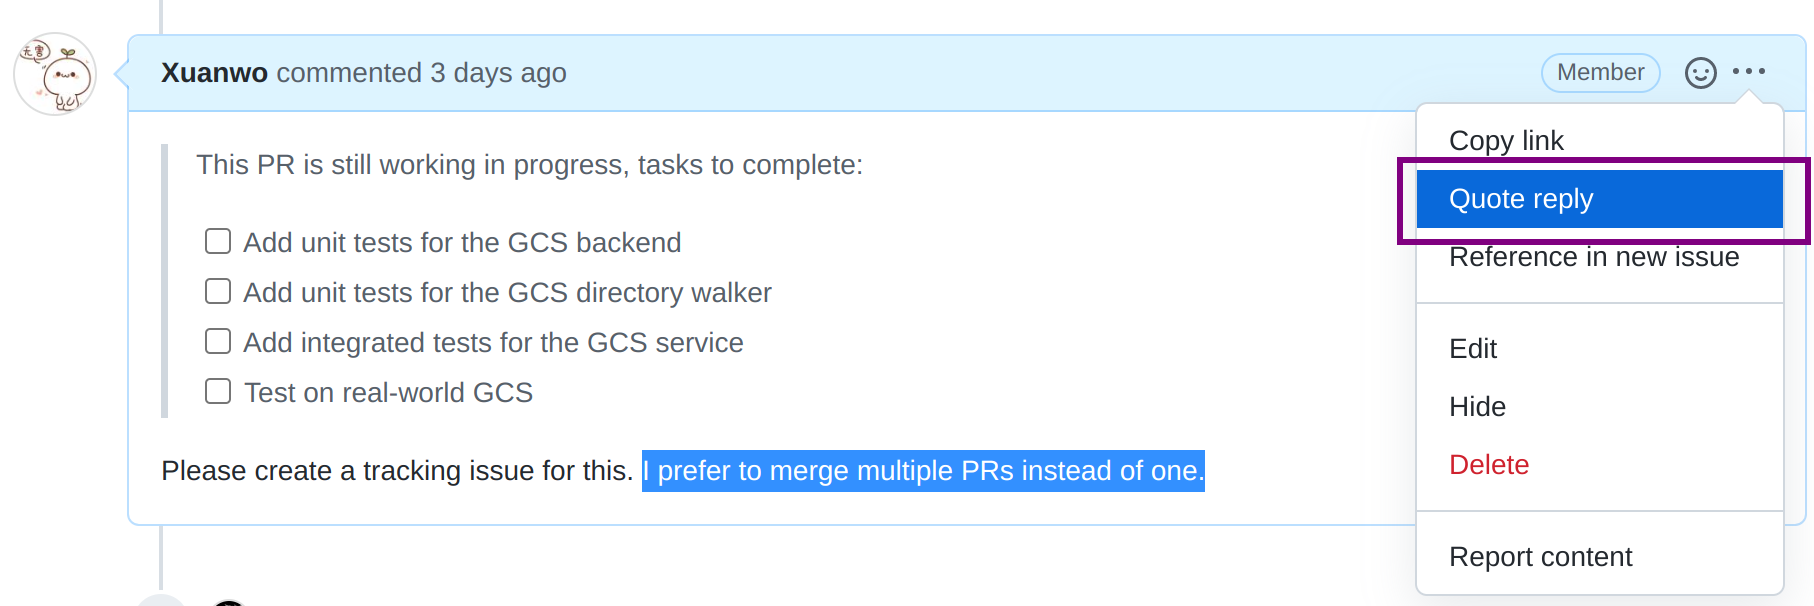 无害
Xuanwo commented 3 days ago
Member
Copy link
This PR is still working in progress, tasks to complete:
Quote reply
Add unit tests for the GCS backend
Reference in new issue
Add unit tests for the GCS directory walker
Add integrated tests for the GCS service
Edit
Test on real-world GCS
Hide
Please create a tracking issue for this. I prefer to merge multiple PRs instead of one.
Delete
Report content